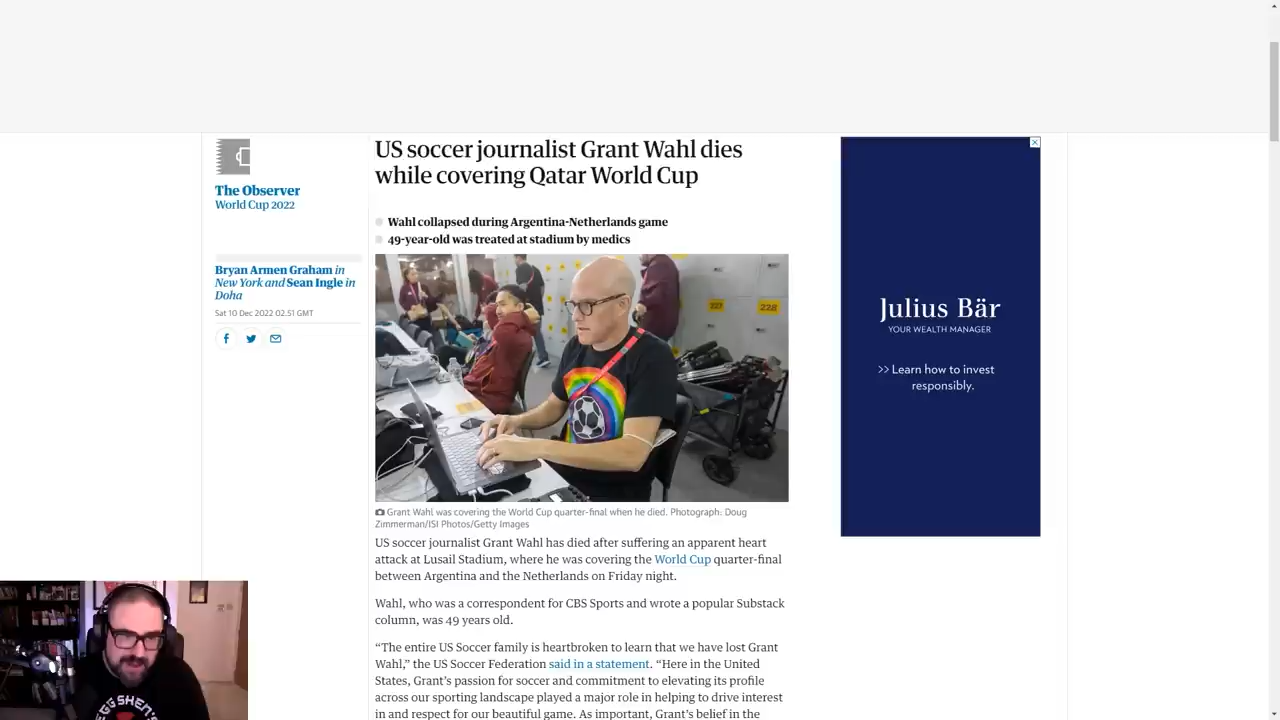 US soccer journalist Grant Wahl dies
while covering Qatar World Cup
The Observer
World Cup 2022
Wahl collapsed during Argentina-Netherlands game
49-year-old was treated at stadium by medics
Bryan Armen Graham in
New York and Sean Ingle in
Doha
Sat 10 Dec 2022 02.51 GMT
227
228
Grant Wahl was covering the World Cup quarter-final when he died. Photograph: Doug
Zimmerman/ISI Photos/Getty Images
US soccer journalist Grant Wahl has died after suffering an apparent heart
attack at Lusail Stadium, where he was covering the World Cup quarter-final
between Argentina and the Netherlands on Friday night.
Wahl, who was a correspondent for CBS Sports and wrote a popular Substack
column, was 49 years old.
“The entire US Soccer family is heartbroken to learn that we have lost Grant
Wahl,” the US Soccer Federation said in a statement. “Here in the United
States, Grant’s passion for soccer and commitment to elevating its profile
across our sporting landscape played a major role in helping to drive interest
in and respect for our beautiful game. As important, Grant’s belief in the
Julius Bär
YOUR WEALTH MANAGER
>> Learn how to invest
responsibly.
EGG SHEN'S